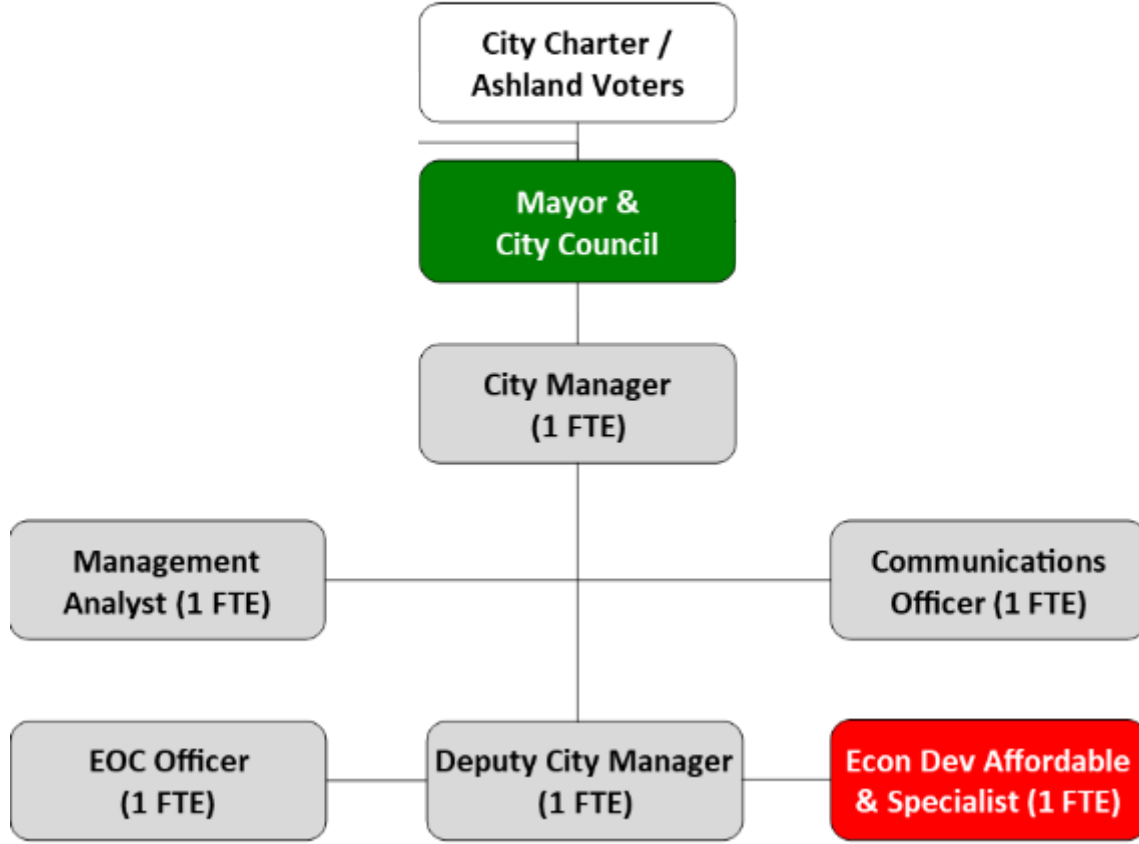 City Charter /
Ashland Voters
Mayor &
City Council
City Manager
(1 FTE)
Management
Analyst (1 FTE)
Communications
Officer (1 FTE)
EOC Officer
(1 FTE)
Deputy City Manager
(1 FTE)
Econ Dev Affordable
& Specialist (1 FTE)